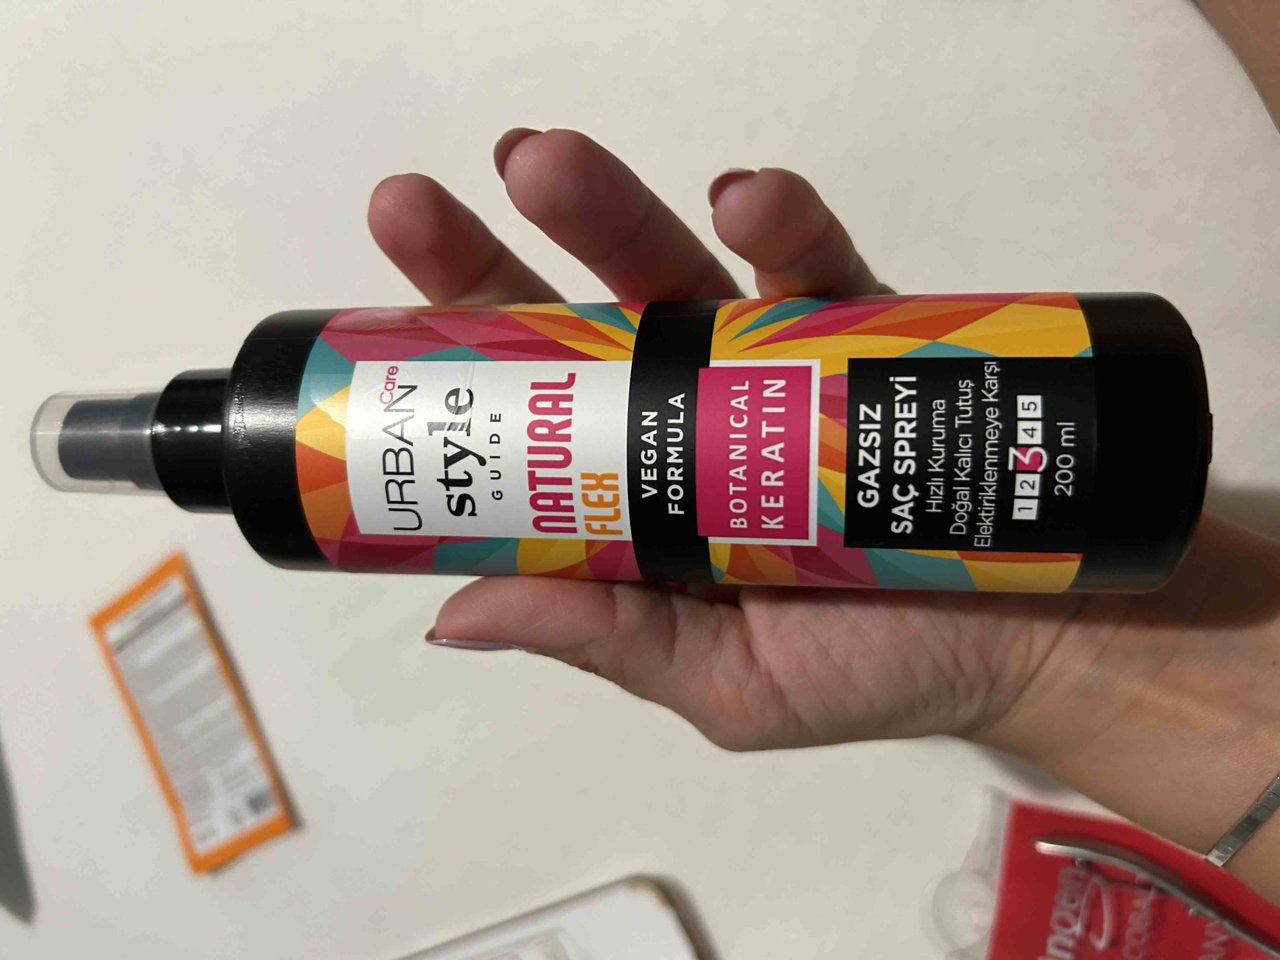 URBAN Care
style
GUIDE
NATURAL
FLEX
VEGAN
FORMULA
BOTANICAL
KERATIN
GAZSIZ
SAÇ SPREYİ
Hızlı Kuruma
Doğal Kalıcı Tutuş
Elektiriklenmeye Karşı
1 2 3 4 5
200 ml